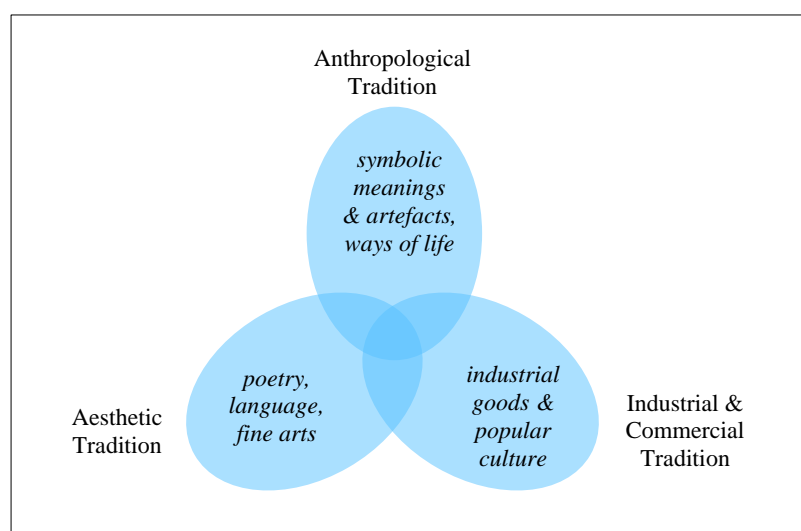 Anthropological
Tradition
symbolic
meanings
& artefacts,
ways of life
poetry,
language,
fine arts
industrial
goods &
popular
culture
Aesthetic
Tradition
Industrial &
Commercial
Tradition